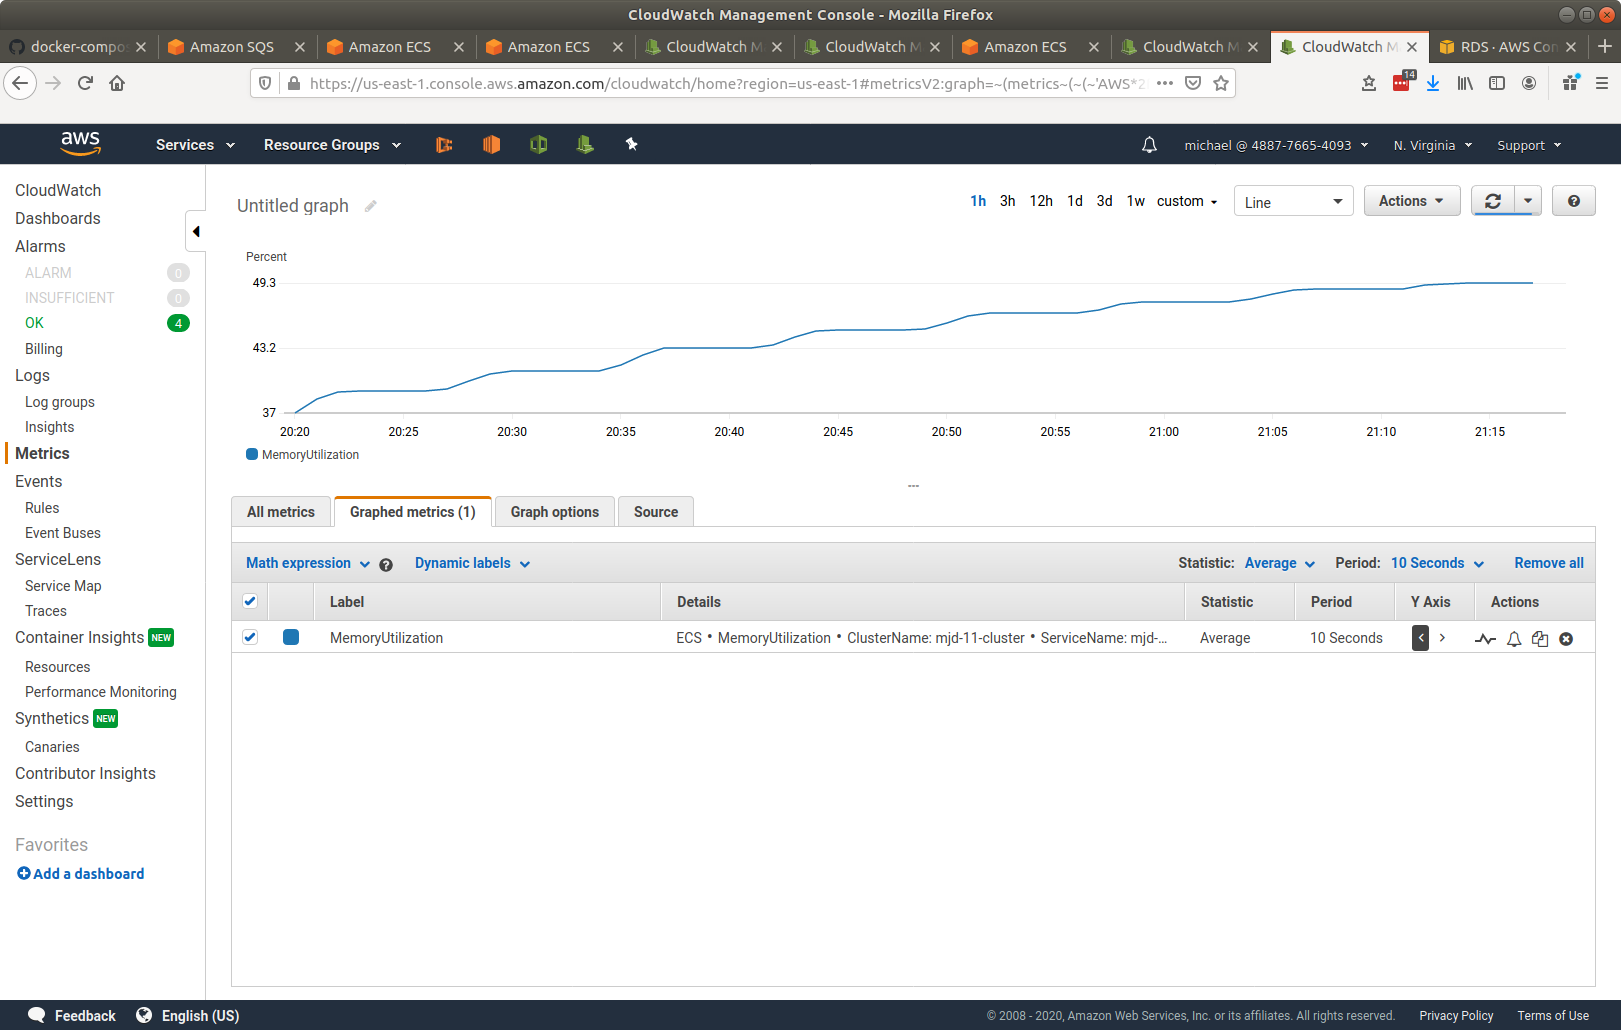 CloudWatch Management Console - Mozilla Firefox
docker-compo
Amazon SQS
Amazon ECS
Amazon ECS
CloudWatch M
CloudWatch M
Amazon ECS
CloudWatch M
CloudWatch M
RDS · AWS Con
https://us-east-1.console.aws.amazon.com/cloudwatch/home?region=us-east-1#metricsV2:graph=~(metrics~(~(~'AWS*2
14
aws
Services
Resource Groups
michael @ 4887-7665-4093
N. Virginia
Support
CloudWatch
Dashboards
Alarms
ALARM 0
INSUFFICIENT 0
OK 4
Billing
Logs
Log groups
Insights
Metrics
Events
Rules
Event Buses
ServiceLens
Service Map
Traces
Container Insights NEW
Resources
Performance Monitoring
Synthetics NEW
Canaries
Contributor Insights
Settings
Favorites
Add a dashboard
Untitled graph
1h 3h 12h 1d 3d 1w custom
Line
Actions
?
Percent
49.3
43.2
37
20:20 20:25 20:30 20:35 20:40 20:45 20:50 20:55 21:00 21:05 21:10 21:15
MemoryUtilization
All metrics
Graphed metrics (1)
Graph options
Source
Math expression ? Dynamic labels
Statistic: Average Period: 10 Seconds Remove all
Label Details Statistic Period Y Axis Actions
MemoryUtilization ECS • MemoryUtilization • ClusterName: mjd-11-cluster • ServiceName: mjd-... Average 10 Seconds < >
Feedback
English (US)
© 2008 - 2020, Amazon Web Services, Inc. or its affiliates. All rights reserved.
Privacy Policy
Terms of Use